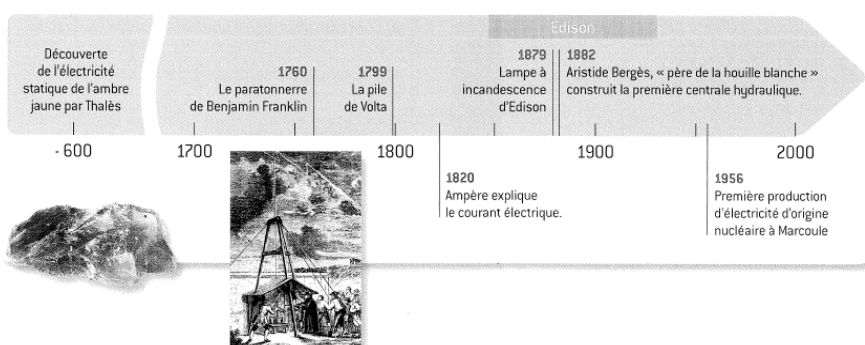 Edison
Découverte
de l'électricité
statique de l'ambre
jaune par Thalès
1760
Le paratonnerre
de Benjamin Franklin
1799
La pile
de Volta
1879
Lampe à
incandescence
d'Edison
1882
Aristide Bergès, « père de la houille blanche »
construit la première centrale hydraulique.
- 600
1700
1800
1900
2000
1820
Ampère explique
le courant électrique.
1956
Première production
d'électricité d'origine
nucléaire à Marcoule